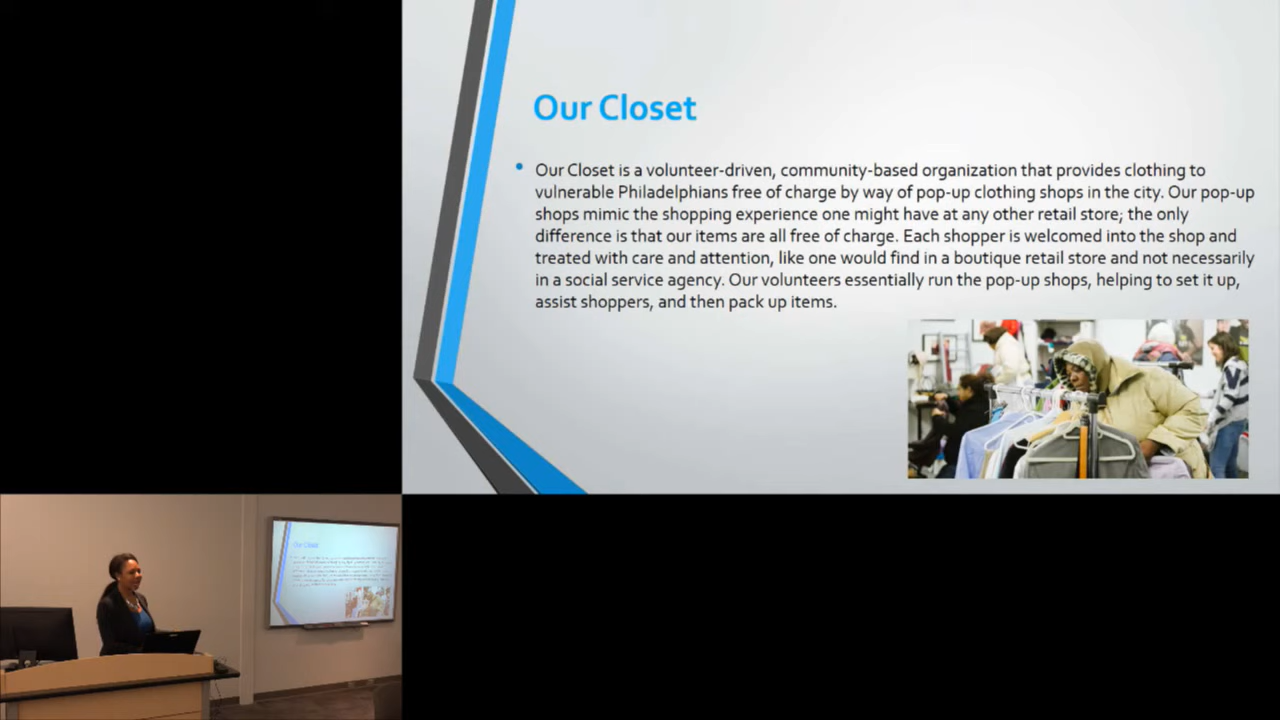 Our Closet
• Our Closet is a volunteer-driven, community-based organization that provides clothing to
vulnerable Philadelphians free of charge by way of pop-up clothing shops in the city. Our pop-up
shops mimic the shopping experience one might have at any other retail store; the only
difference is that our items are all free of charge. Each shopper is welcomed into the shop and
treated with care and attention, like one would find in a boutique retail store and not necessarily
in a social service agency. Our volunteers essentially run the pop-up shops, helping to set it up,
assist shoppers, and then pack up items.
Our Closet